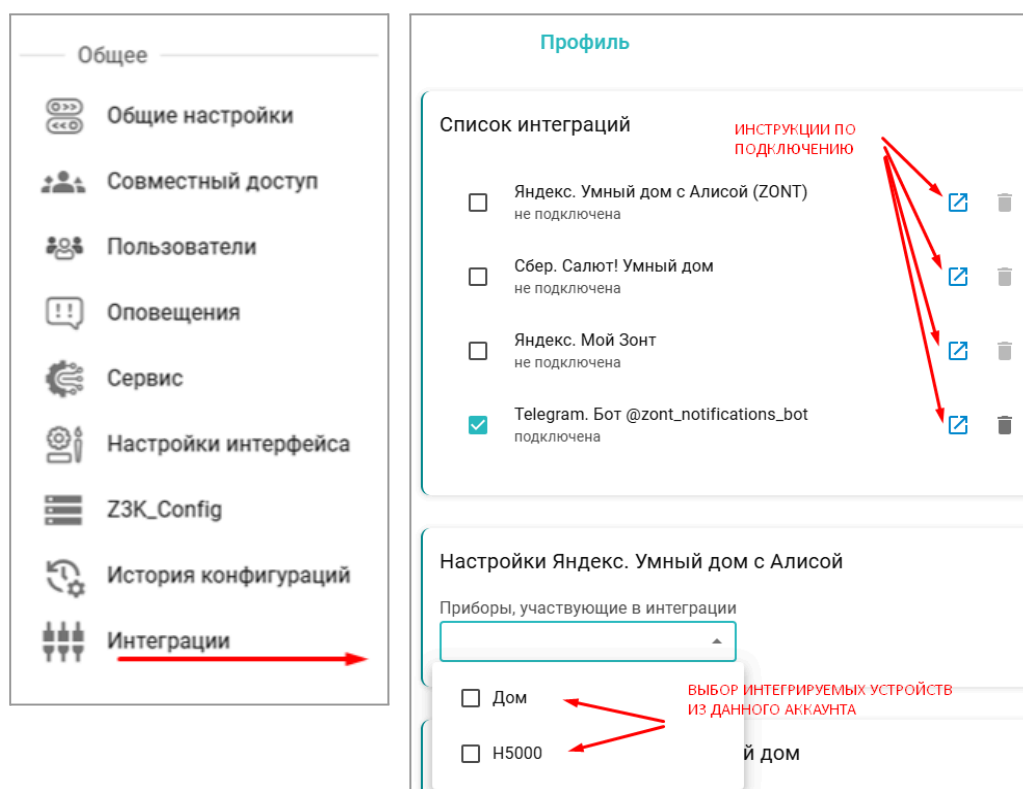 Общее
Общие настройки
Совместный доступ
Пользователи
Оповещения
Сервис
Настройки интерфейса
Z3K_Config
История конфигураций
Интеграции
Профиль
Список интеграций
ИНСТРУКЦИИ ПО
ПОДКЛЮЧЕНИЮ
Яндекс. Умный дом с Алисой (ZONT)
не подключена
Сбер. Салют! Умный дом
не подключена
Яндекс. Мой Зонт
не подключена
Telegram. Бот @zont_notifications_bot
подключена
Настройки Яндекс. Умный дом с Алисой
Приборы, участвующие в интеграции
Дом
ВЫБОР ИНТЕГРИРУЕМЫХ УСТРОЙСТВ
ИЗ ДАННОГО АККАУНТА
H5000
й дом